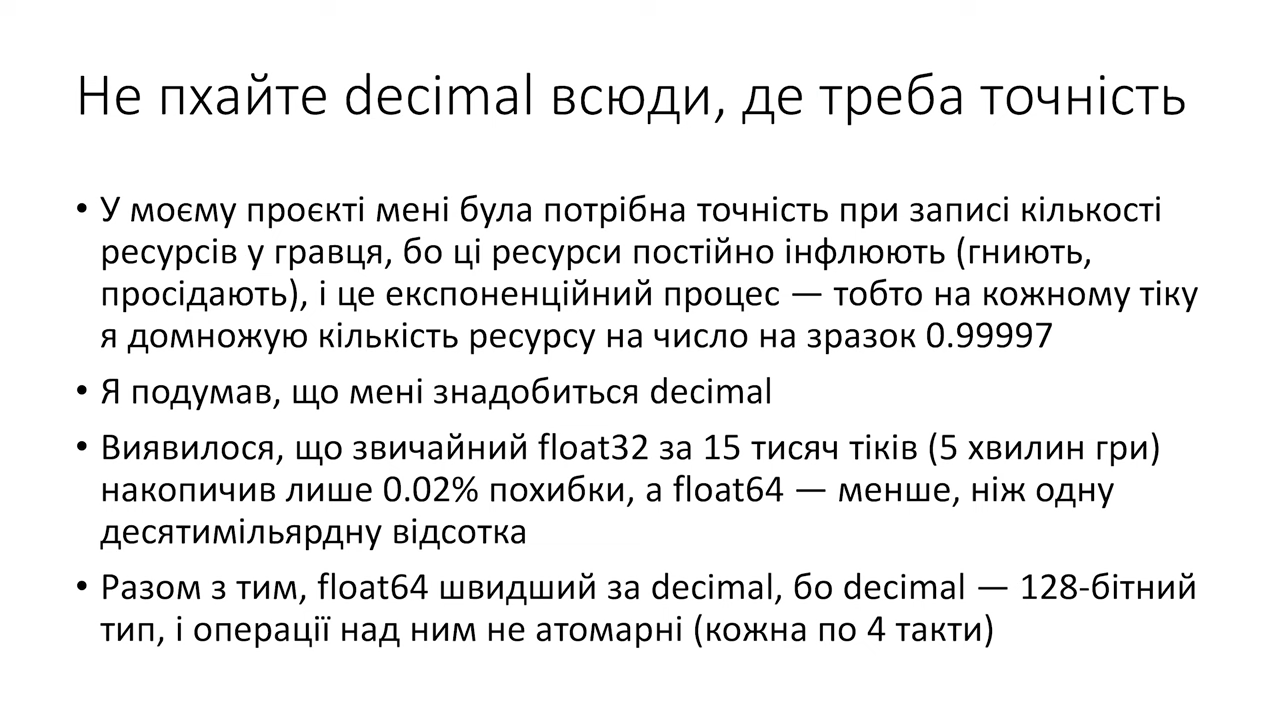 Не пхайте decimal всюди, де треба точність
• У моєму проєкті мені була потрібна точність при записі кількості
ресурсів у гравця, бо ці ресурси постійно інфлюють (гниють,
просідають), і це експоненційний процес — тобто на кожному тіку
я домножую кількість ресурсу на число на зразок 0.99997
• Я подумав, що мені знадобиться decimal
• Виявилося, що звичайний float32 за 15 тисяч тіків (5 хвилин гри)
накопичив лише 0.02% похибки, а float64 — менше, ніж одну
десятимільярдну відсотка
• Разом з тим, float64 швидший за decimal, бо decimal — 128-бітний
тип, і операції над ним не атомарні (кожна по 4 такти)